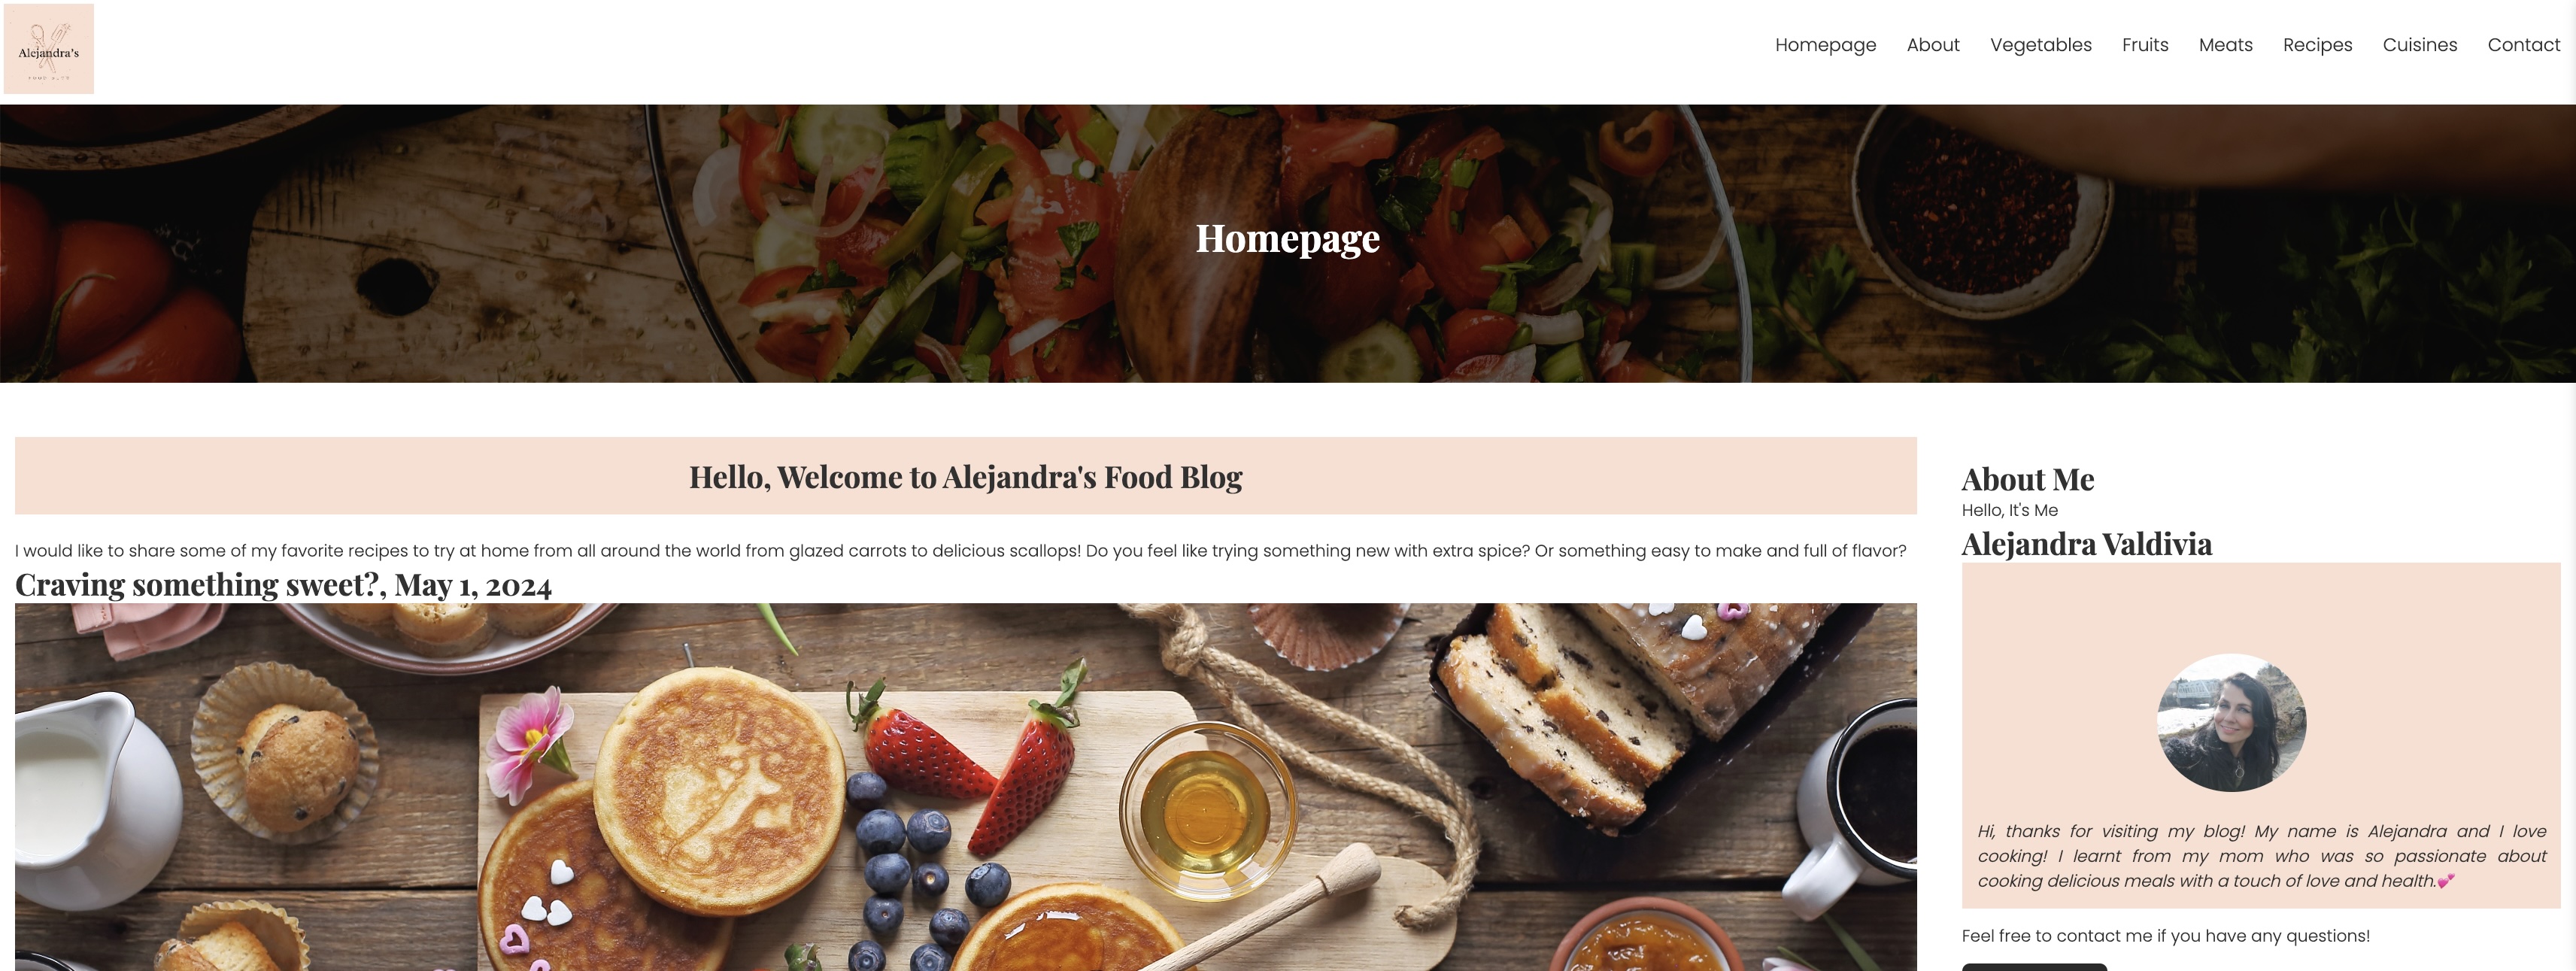 Alejandra's
Homepage About Vegetables Fruits Meats Recipes Cuisines Contact
Homepage
Hello, Welcome to Alejandra's Food Blog
I would like to share some of my favorite recipes to try at home from all around the world from glazed carrots to delicious scallops! Do you feel like trying something new with extra spice? Or something easy to make and full of flavor?
Craving something sweet?, May 1, 2024
About Me
Hello, It's Me
Alejandra Valdivia
Hi, thanks for visiting my blog! My name is Alejandra and I love
cooking! I learnt from my mom who was so passionate about
cooking delicious meals with a touch of love and health.💕
Feel free to contact me if you have any questions!